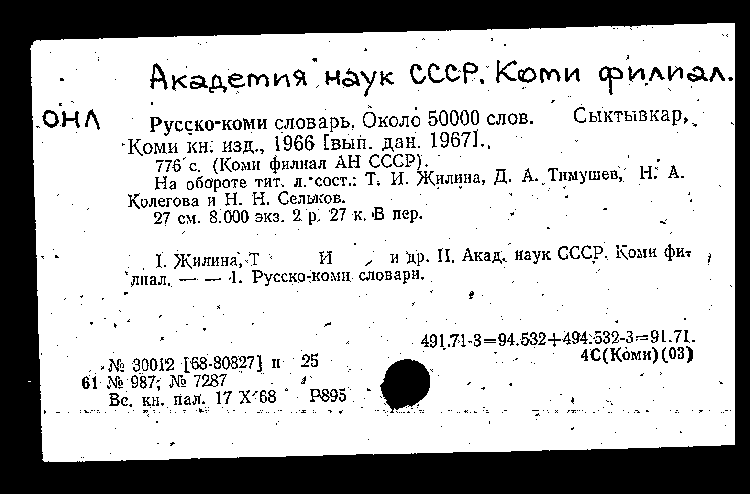 Академия наук СССР. Коми филиал.
ОНЛ
Русско-коми словарь. Около 50000 слов. Сыктывкар,
Коми кн. изд., 1966 [вып. дан. 1967].
776 с. (Коми филиал АН СССР).
На обороте тит. л. сост.: Т. И. Жилина, Д. А. Тимушев, Н. А.
Колегова и Н. Н. Сельков.
27 см. 8.000 экз. 2 р. 27 к. В пер.
I. Жилина, Т И и др. II. Акад. наук СССР. Коми фи-
лиал. — — 1. Русско-коми словари.
491.71-3=94.532+494.532-3=91.71.
4С(Коми)(03)
№ 30012 [68-80827] п 25
61 № 987; № 7287
Вс. кн. пал. 17 X 68 Р895